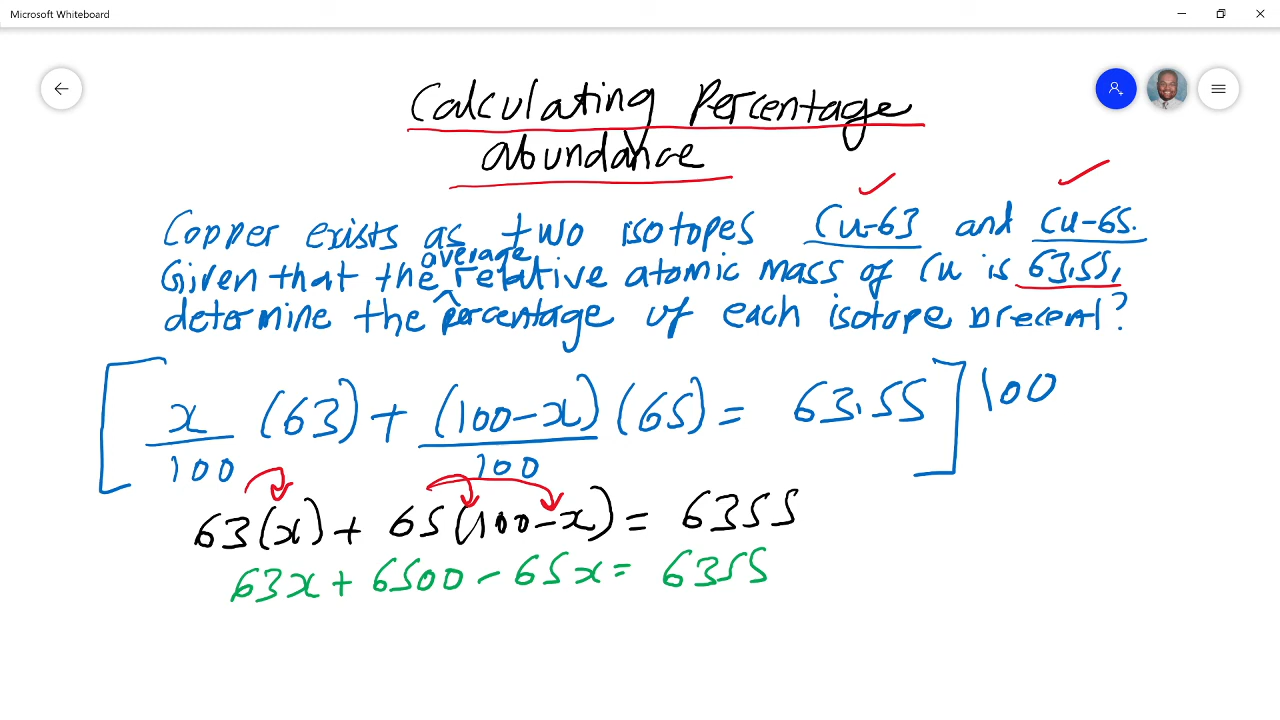 Microsoft Whiteboard
Calculating Percentage
abundance
Copper exists as two isotopes Cu-63 and Cu-65.
average
Given that the ^ relative atomic mass of Cu is 63.55,
determine the percentage of each isotope present?
[ x/100 (63) + (100-x)/100 (65) = 63.55 ] 100
63(x) + 65(100-x) = 6355
63x + 6500 - 65x = 6355